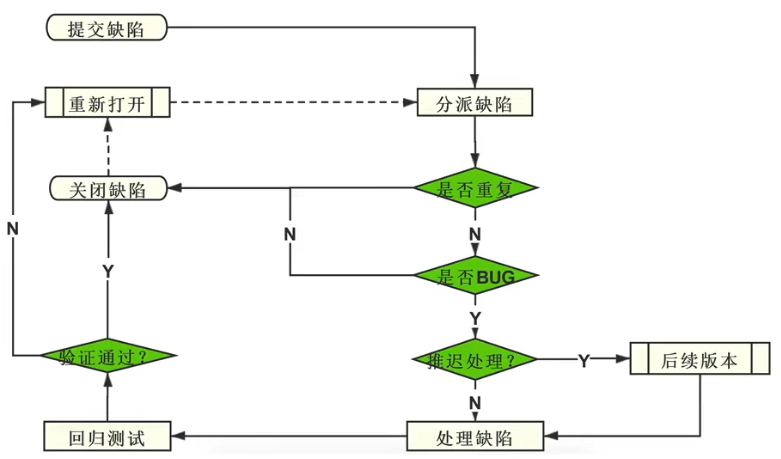 提交缺陷
重新打开
分派缺陷
关闭缺陷
是否重复
N
N
N
是否BUG
Y
Y
验证通过?
推迟处理?
Y
后续版本
N
回归测试
处理缺陷